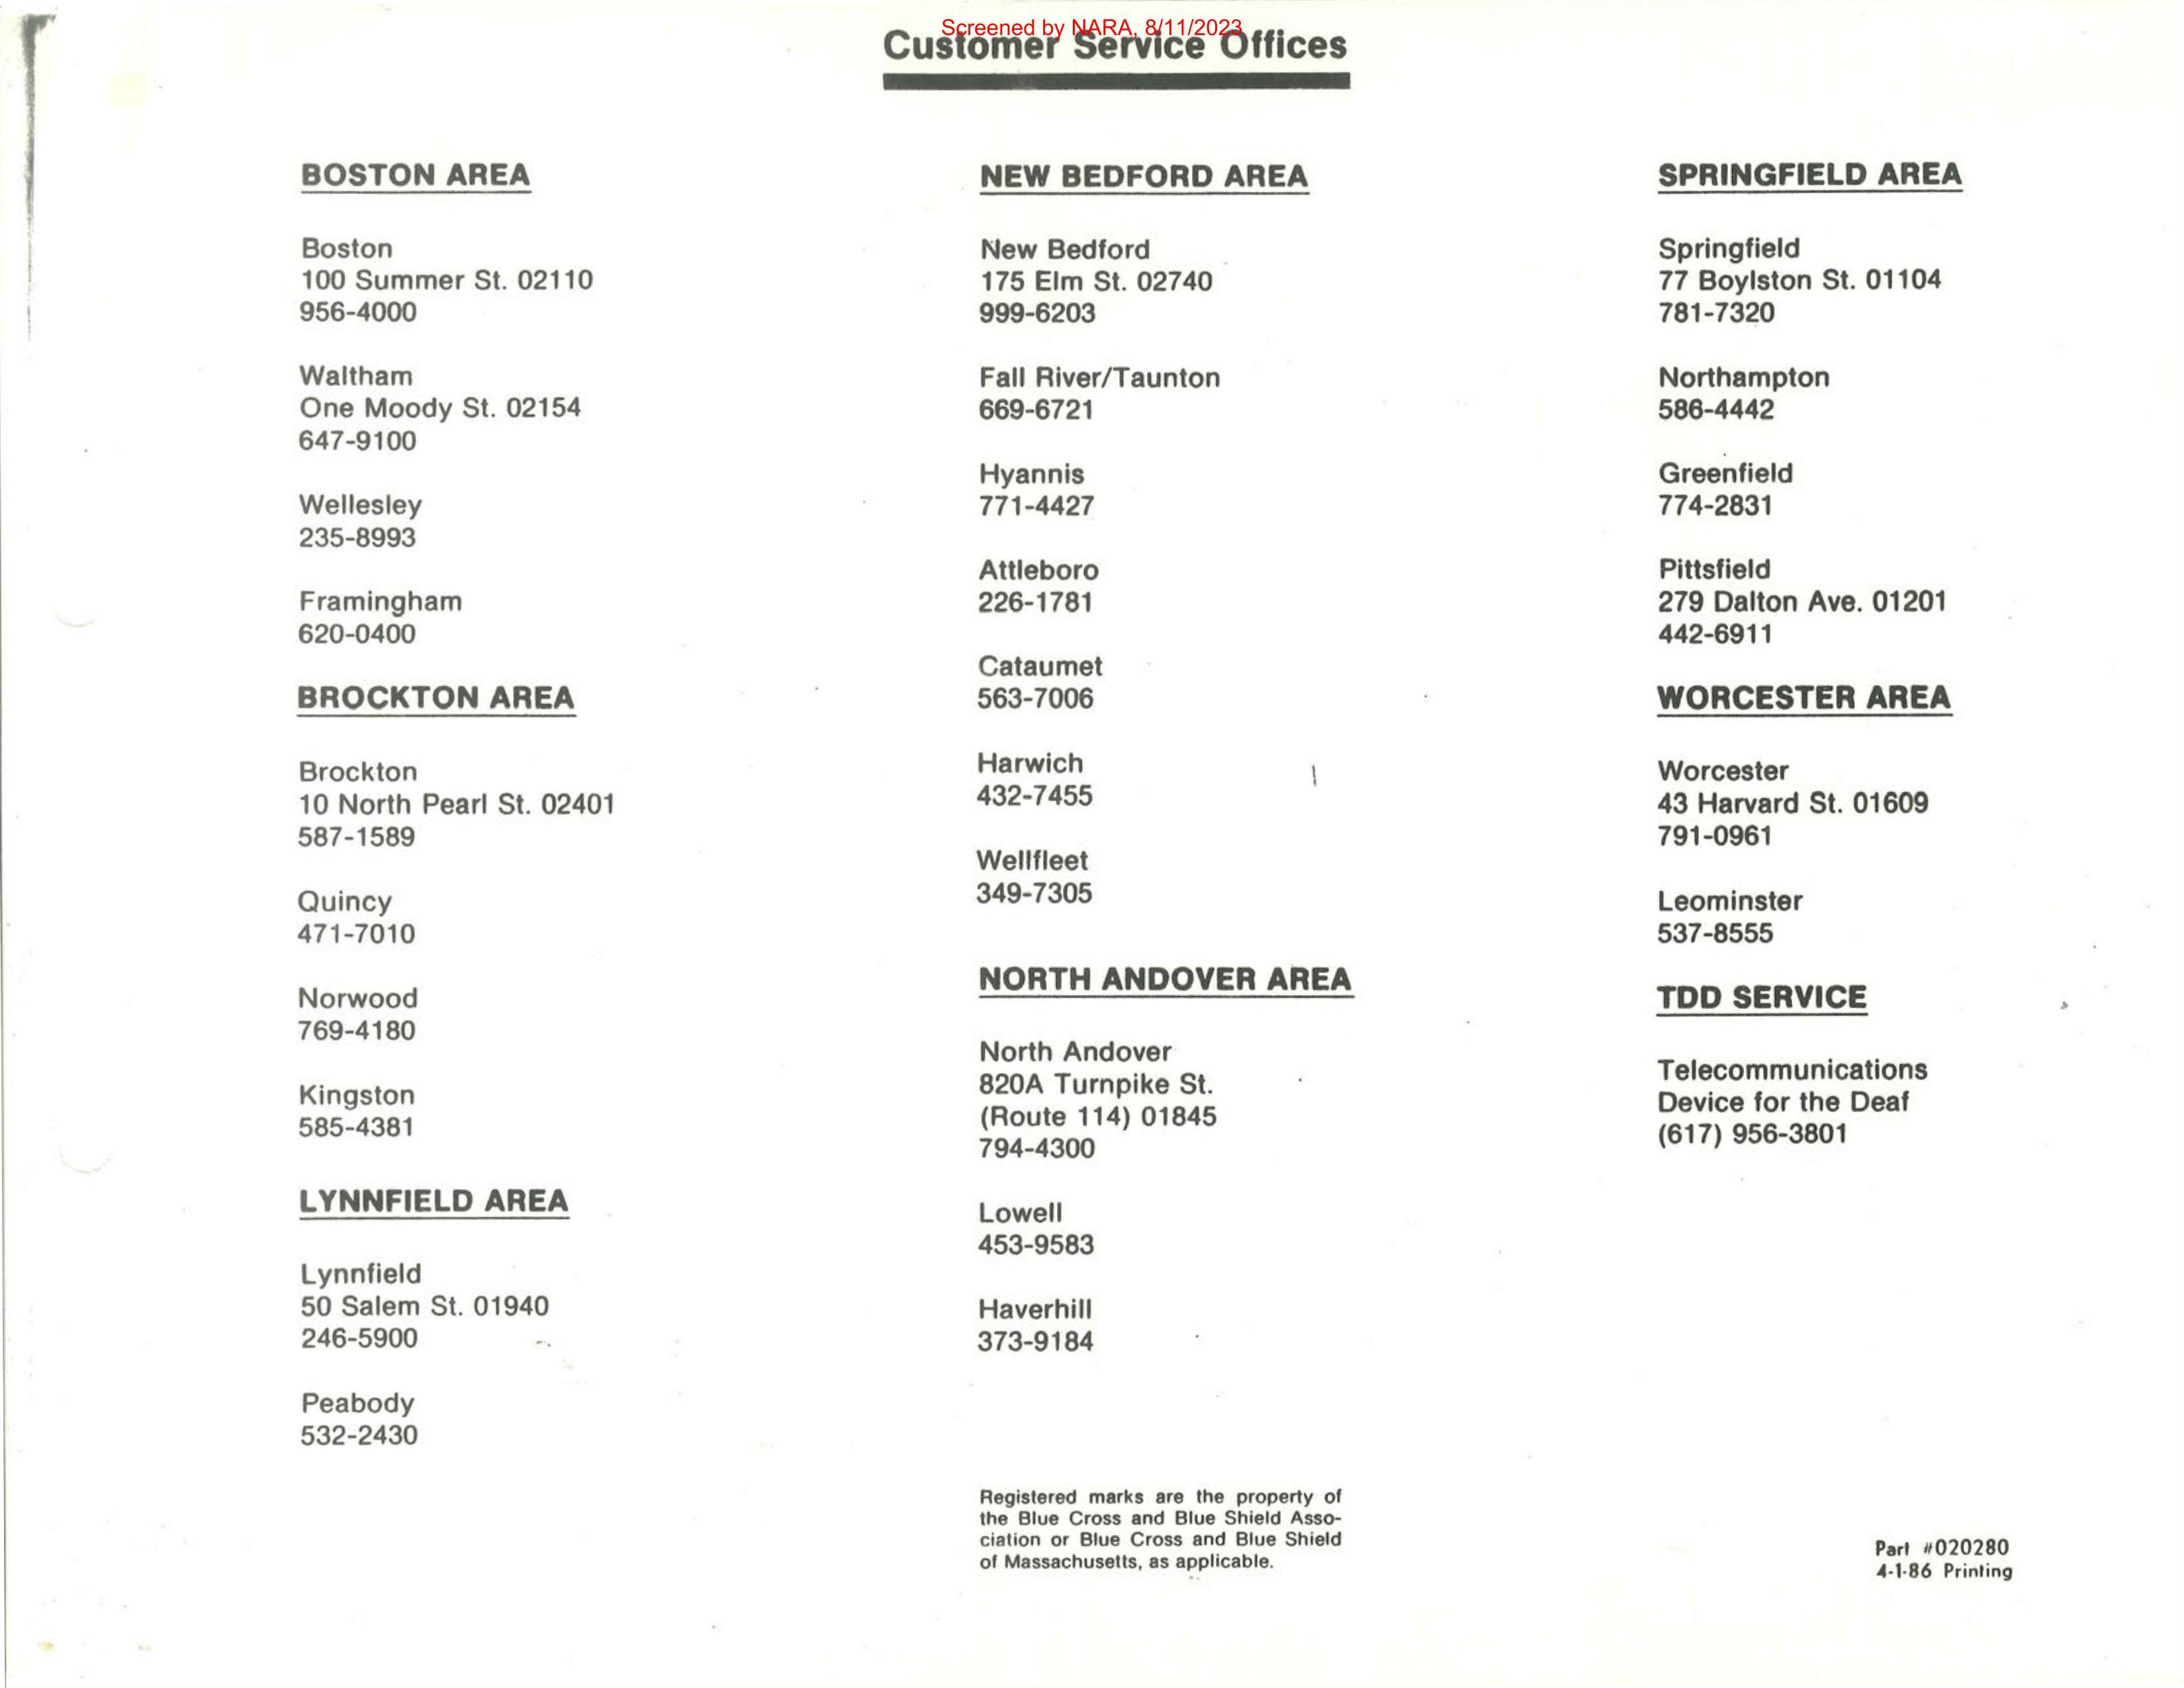 Screened by NARA, 8/11/2023
Customer Service Offices
BOSTON AREA
Boston
100 Summer St. 02110
956-4000
Waltham
One Moody St. 02154
647-9100
Wellesley
235-8993
Framingham
620-0400
BROCKTON AREA
Brockton
10 North Pearl St. 02401
587-1589
Quincy
471-7010
Norwood
769-4180
Kingston
585-4381
LYNNFIELD AREA
Lynnfield
50 Salem St. 01940
246-5900
Peabody
532-2430
NEW BEDFORD AREA
New Bedford
175 Elm St. 02740
999-6203
Fall River/Taunton
669-6721
Hyannis
771-4427
Attleboro
226-1781
Cataumet
563-7006
Harwich
432-7455
Wellfleet
349-7305
NORTH ANDOVER AREA
North Andover
820A Turnpike St.
(Route 114) 01845
794-4300
Lowell
453-9583
Haverhill
373-9184
Registered marks are the property of
the Blue Cross and Blue Shield Asso-
ciation or Blue Cross and Blue Shield
of Massachusetts, as applicable.
SPRINGFIELD AREA
Springfield
77 Boylston St. 01104
781-7320
Northampton
586-4442
Greenfield
774-2831
Pittsfield
279 Dalton Ave. 01201
442-6911
WORCESTER AREA
Worcester
43 Harvard St. 01609
791-0961
Leominster
537-8555
TDD SERVICE
Telecommunications
Device for the Deaf
(617) 956-3801
Part #020280
4-1-86 Printing